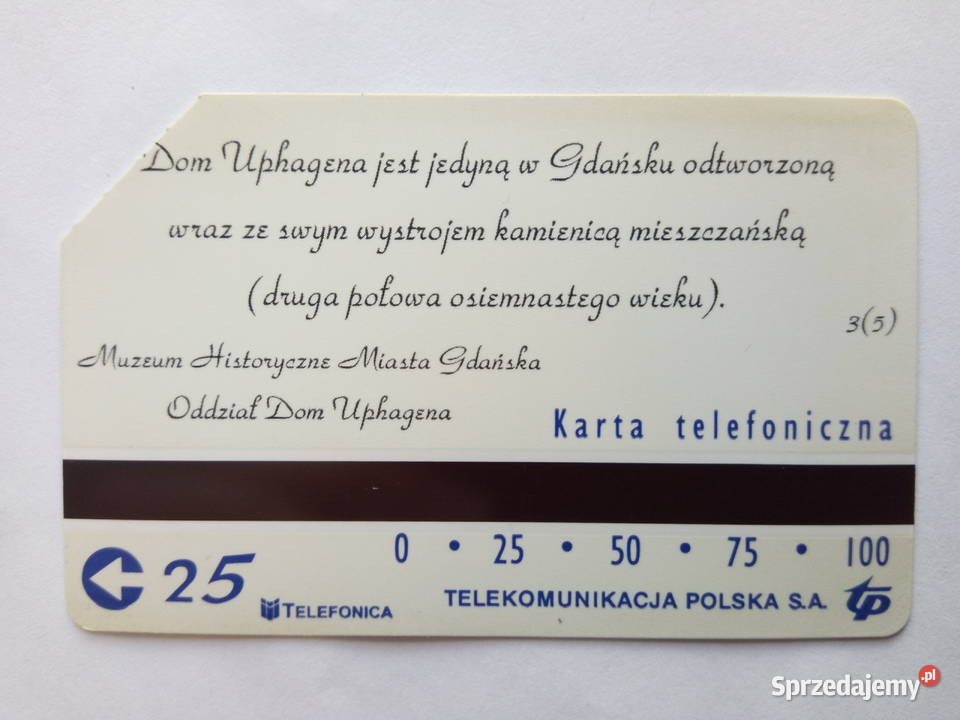 Dom Uphagena jest jedyną w Gdańsku odtworzoną
wraz ze swym wystrojem kamienicą mieszczańską
(druga połowa osiemnastego wieku).
3(5)
Muzeum Historyczne Miasta Gdańska
Oddział Dom Uphagena
Karta telefoniczna
0 • 25 • 50 • 75 • 100
25
TELEFONICA
TELEKOMUNIKACJA POLSKA S.A. tp
Sprzedajemy.pl